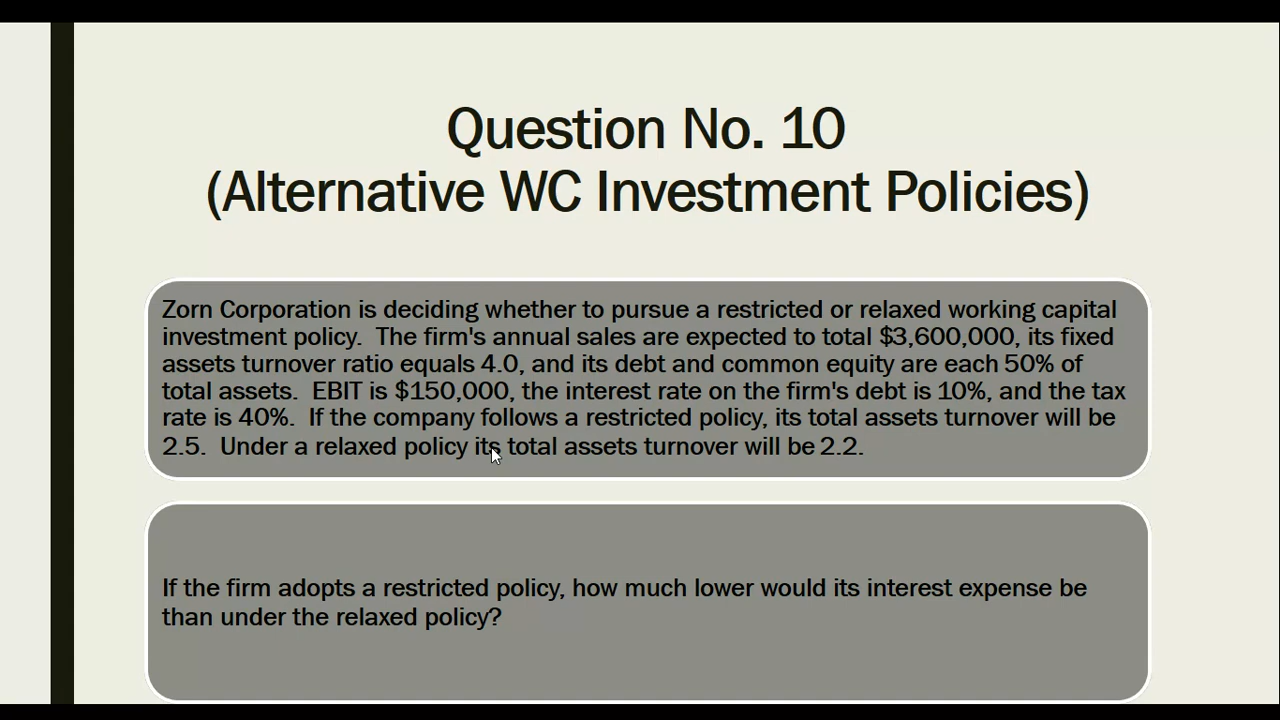 Question No. 10
(Alternative WC Investment Policies)
Zorn Corporation is deciding whether to pursue a restricted or relaxed working capital
investment policy.  The firm's annual sales are expected to total $3,600,000, its fixed
assets turnover ratio equals 4.0, and its debt and common equity are each 50% of
total assets.  EBIT is $150,000, the interest rate on the firm's debt is 10%, and the tax
rate is 40%.  If the company follows a restricted policy, its total assets turnover will be
2.5.  Under a relaxed policy its total assets turnover will be 2.2.
If the firm adopts a restricted policy, how much lower would its interest expense be
than under the relaxed policy?